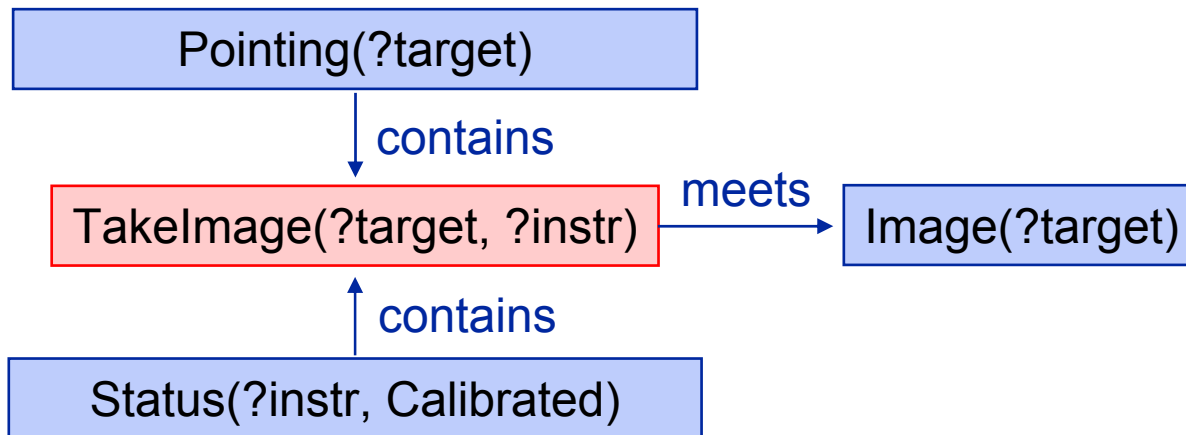 Pointing(?target)
contains
TakeImage(?target, ?instr)
meets
Image(?target)
contains
Status(?instr, Calibrated)